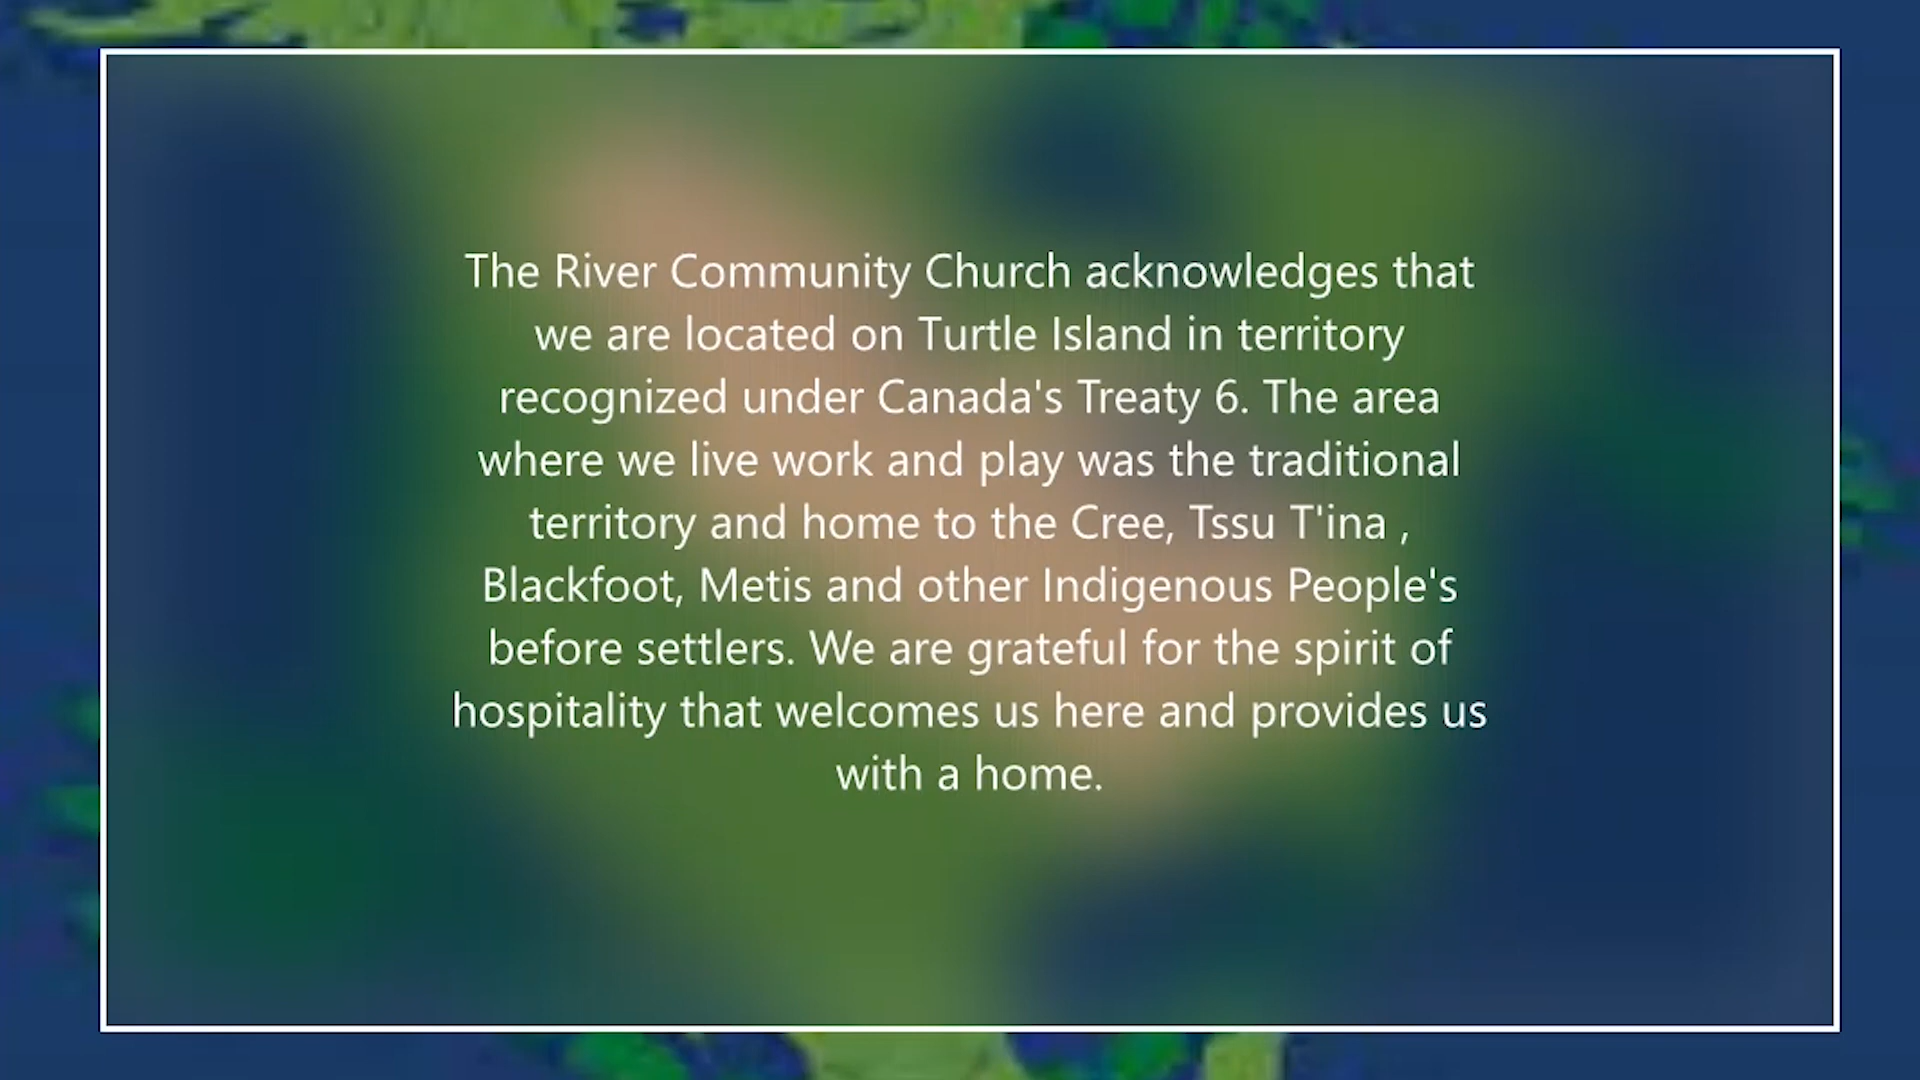 The River Community Church acknowledges that
we are located on Turtle Island in territory
recognized under Canada's Treaty 6. The area
where we live work and play was the traditional
territory and home to the Cree, Tssu T'ina ,
Blackfoot, Metis and other Indigenous People's
before settlers. We are grateful for the spirit of
hospitality that welcomes us here and provides us
with a home.